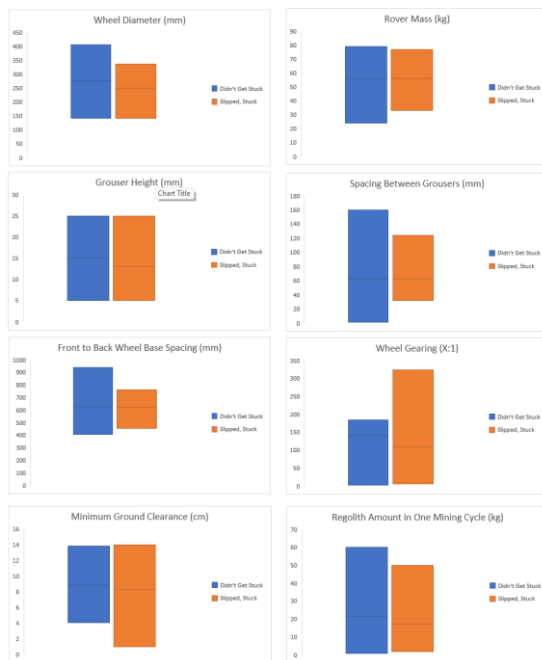 Wheel Diameter (mm)
450
400
350
300
250
200
150
100
50
0
Didn't Get Stuck
Slipped, Stuck
Rover Mass (kg)
90
80
70
60
50
40
30
20
10
0
Didn't Get Stuck
Slipped, Stuck
Grouser Height (mm)
Chart Title
30
25
20
15
10
5
0
Didn't Get Stuck
Slipped, Stuck
Spacing Between Grousers (mm)
180
160
140
120
100
80
60
40
20
0
Didn't Get Stuck
Slipped, Stuck
Front to Back Wheel Base Spacing (mm)
1000
900
800
700
600
500
400
300
200
100
0
Didn't Get Stuck
Slipped, Stuck
Wheel Gearing (X:1)
350
300
250
200
150
100
50
0
Didn't Get Stuck
Slipped, Stuck
Minimum Ground Clearance (cm)
16
14
12
10
8
6
4
2
0
Didn't Get Stuck
Slipped, Stuck
Regolith Amount in One Mining Cycle (kg)
70
60
50
40
30
20
10
0
Didn't Get Stuck
Slipped, Stuck